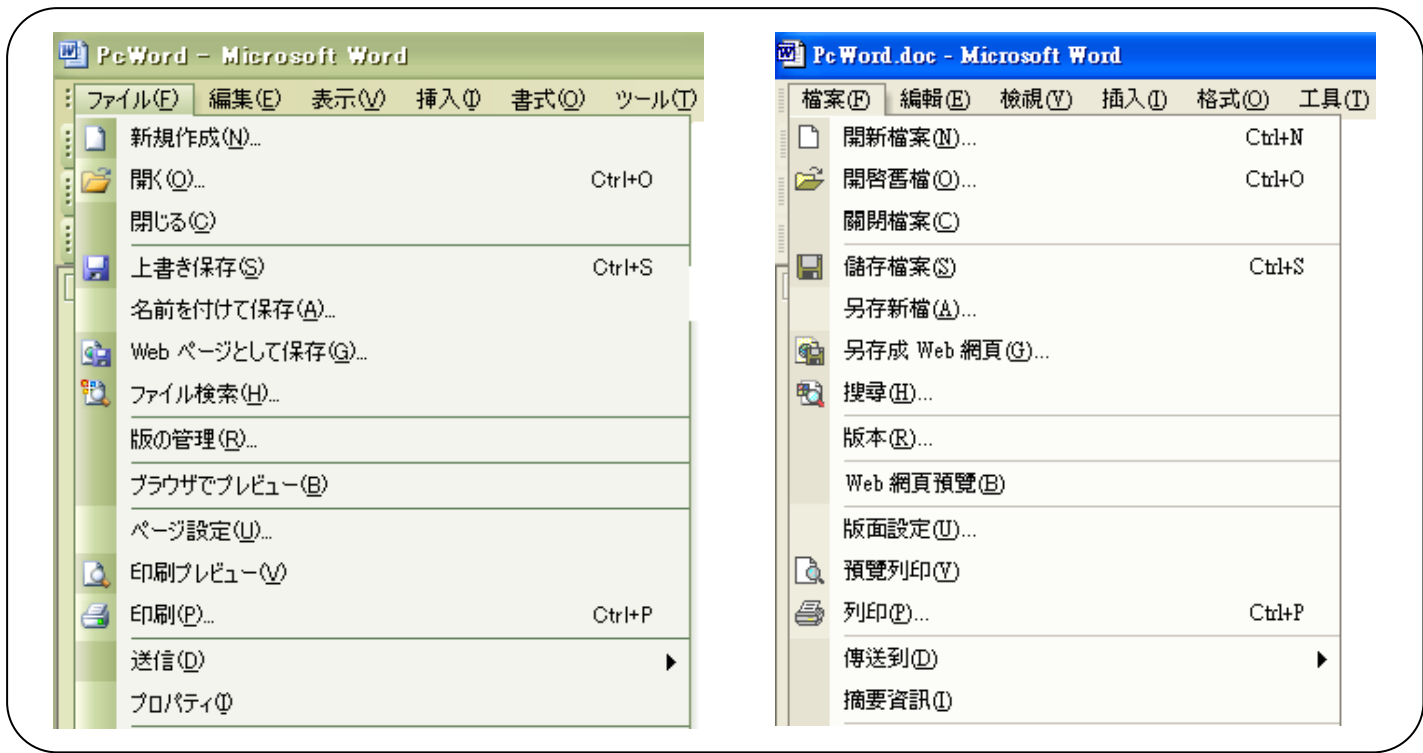 PcWord - Microsoft Word
ファイル(F) 編集(E) 表示(V) 挿入(I) 書式(O) ツール(T)
新規作成(N)...
開く(O)... Ctrl+O
閉じる(C)
上書き保存(S) Ctrl+S
名前を付けて保存(A)...
Web ページとして保存(G)...
ファイル検索(H)...
版の管理(R)...
ブラウザでプレビュー(B)
ページ設定(U)...
印刷プレビュー(V)
印刷(P)... Ctrl+P
送信(D)
プロパティ(I)
PcWord.doc - Microsoft Word
檔案(F) 編輯(E) 檢視(V) 插入(I) 格式(O) 工具(T)
開新檔案(N)... Ctrl+N
開啓舊檔(O)... Ctrl+O
關閉檔案(C)
儲存檔案(S) Ctrl+S
另存新檔(A)...
另存成 Web 網頁(G)...
搜尋(H)...
版本(R)...
Web 網頁預覽(B)
版面設定(U)...
預覽列印(V)
列印(P)... Ctrl+P
傳送到(D)
摘要資訊(I)